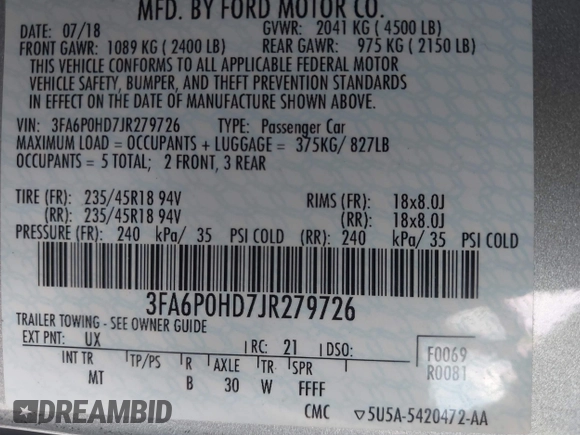 MFD. BY FORD MOTOR CO.
DATE: 07/18 GVWR: 2041 KG ( 4500 LB)
FRONT GAWR: 1089 KG ( 2400 LB) REAR GAWR: 975 KG ( 2150 LB)
THIS VEHICLE CONFORMS TO ALL APPLICABLE FEDERAL MOTOR
VEHICLE SAFETY, BUMPER, AND THEFT PREVENTION STANDARDS
IN EFFECT ON THE DATE OF MANUFACTURE SHOWN ABOVE.
VIN: 3FA6P0HD7JR279726 TYPE: Passenger Car
MAXIMUM LOAD = OCCUPANTS + LUGGAGE = 375KG/ 827LB
OCCUPANTS = 5 TOTAL; 2 FRONT, 3 REAR
TIRE (FR): 235/45R18 94V RIMS (FR): 18x8.0J
(RR): 235/45R18 94V (RR): 18x8.0J
PRESSURE (FR): 240 kPa/ 35 PSI COLD (RR): 240 kPa/ 35 PSI COLD
3FA6P0HD7JR279726
TRAILER TOWING - SEE OWNER GUIDE
EXT PNT: UX RC: 21 DSO: F0069
INT TR TP/PS R AXLE TR SPR R0081
MT B 30 W FFFF
CMC ▽5U5A-5420472-AA
DREAMBID